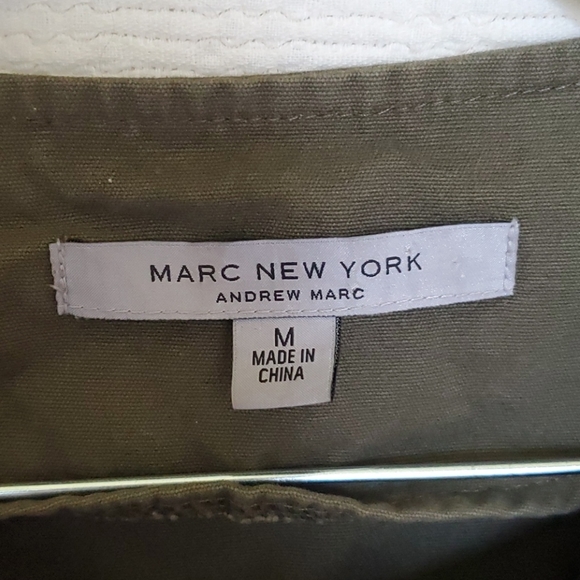 MARC NEW YORK
ANDREW MARC
M
MADE IN
CHINA